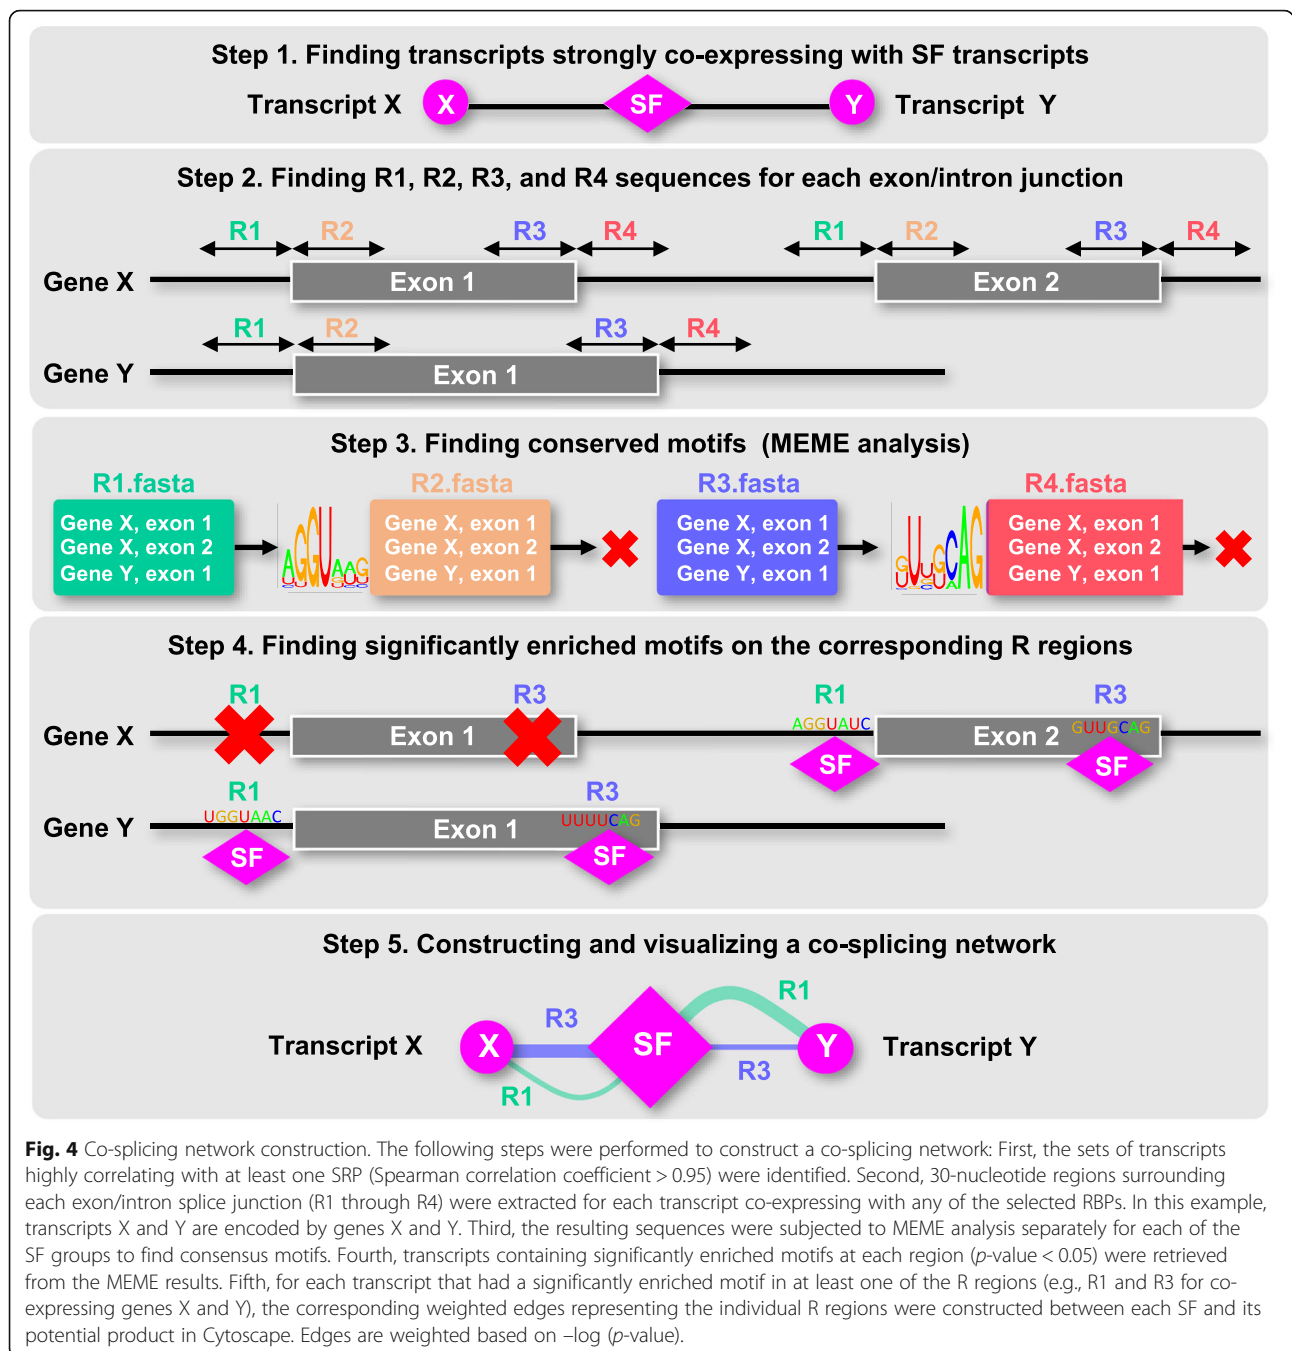 Step 1. Finding transcripts strongly co-expressing with SF transcripts
Transcript X X SF Y Transcript Y
Step 2. Finding R1, R2, R3, and R4 sequences for each exon/intron junction
R1 R2 R3 R4 R1 R2 R3 R4
Gene X Exon 1 Exon 2
R1 R2 R3 R4
Gene Y Exon 1
Step 3. Finding conserved motifs (MEME analysis)
R1.fasta R2.fasta R3.fasta R4.fasta
Gene X, exon 1 Gene X, exon 1 Gene X, exon 1 Gene X, exon 1
Gene X, exon 2 Gene X, exon 2 Gene X, exon 2 Gene X, exon 2
Gene Y, exon 1 Gene Y, exon 1 Gene Y, exon 1 Gene Y, exon 1
AGGU CAG
Step 4. Finding significantly enriched motifs on the corresponding R regions
R1 R3 R1 R3
AGGUAUC GUUGCAG
Gene X Exon 1 Exon 2
SF SF
R1 R3
UGGUAAC UUUUCAG
Gene Y Exon 1
SF SF
Step 5. Constructing and visualizing a co-splicing network
R1
R3
Transcript X X SF Y Transcript Y
R3
R1
Fig. 4 Co-splicing network construction. The following steps were performed to construct a co-splicing network: First, the sets of transcripts
highly correlating with at least one SRP (Spearman correlation coefficient > 0.95) were identified. Second, 30-nucleotide regions surrounding
each exon/intron splice junction (R1 through R4) were extracted for each transcript co-expressing with any of the selected RBPs. In this example,
transcripts X and Y are encoded by genes X and Y. Third, the resulting sequences were subjected to MEME analysis separately for each of the
SF groups to find consensus motifs. Fourth, transcripts containing significantly enriched motifs at each region (p-value < 0.05) were retrieved
from the MEME results. Fifth, for each transcript that had a significantly enriched motif in at least one of the R regions (e.g., R1 and R3 for co-
expressing genes X and Y), the corresponding weighted edges representing the individual R regions were constructed between each SF and its
potential product in Cytoscape. Edges are weighted based on –log (p-value).